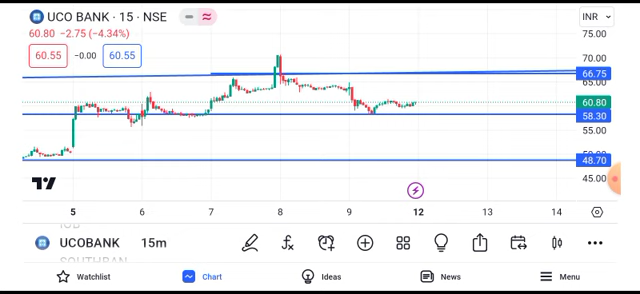 UCO BANK · 15 · NSE
INR
60.80 −2.75 (−4.34%)
60.55 −0.00 60.55
75.00
70.00
66.75
65.00
60.80
58.30
55.00
48.70
45.00
5 6 7 8 9 12 13 14
UCOBANK 15m
Watchlist Chart Ideas News Menu